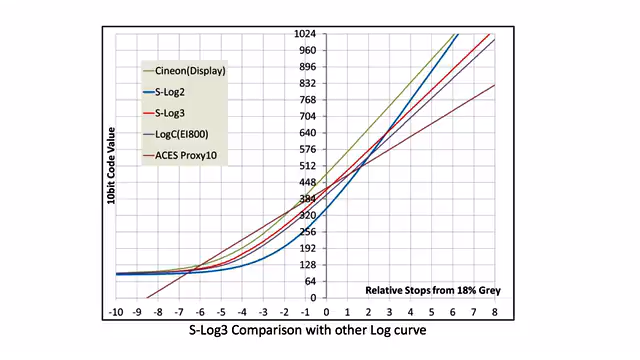 1024
960
896
832
768
704
640
576
512
448
384
320
256
192
128
64
0
Cineon(Display)
S-Log2
S-Log3
LogC(EI800)
ACES Proxy10
10bit Code Value
Relative Stops from 18% Grey
-10 -9 -8 -7 -6 -5 -4 -3 -2 -1 0 1 2 3 4 5 6 7 8
S-Log3 Comparison with other Log curve